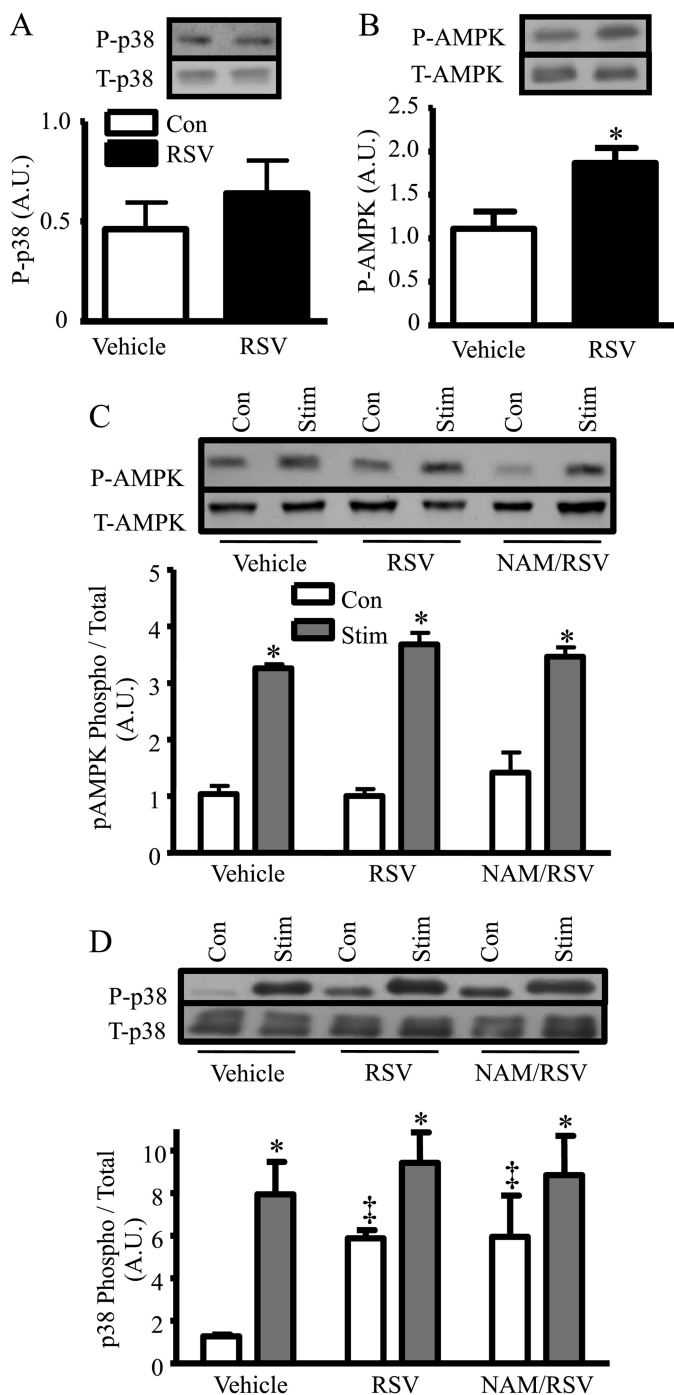 A
P-p38
T-p38
Con
RSV
P-p38 (A.U.)
1.0
0.5
0
Vehicle RSV
B
P-AMPK
T-AMPK
P-AMPK (A.U.)
2.5
2.0
1.5
1.0
0.5
0.0
*
Vehicle RSV
C
Con Stim Con Stim Con Stim
P-AMPK
T-AMPK
Vehicle RSV NAM/RSV
Con
Stim
pAMPK Phospho / Total
(A.U.)
5
4
3
2
1
0
* * *
Vehicle RSV NAM/RSV
D
Con Stim Con Stim Con Stim
P-p38
T-p38
Vehicle RSV NAM/RSV
p38 Phospho / Total
(A.U.)
10
8
6
4
2
0
* ‡ * ‡ *
Vehicle RSV NAM/RSV